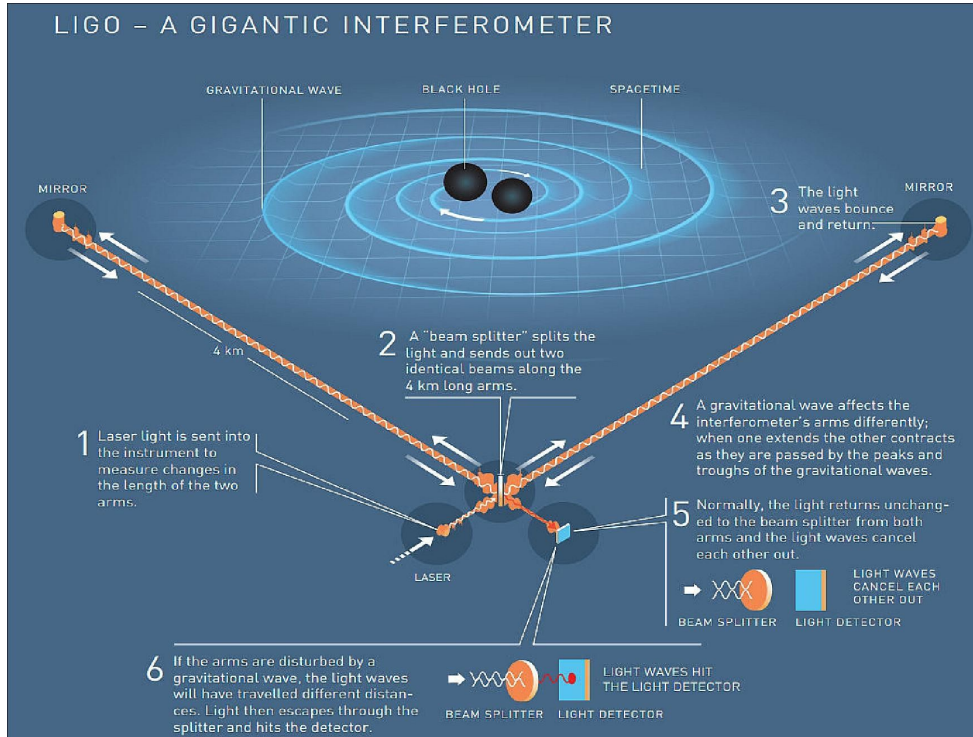 LIGO – A GIGANTIC INTERFEROMETER
GRAVITATIONAL WAVE
BLACK HOLE
SPACETIME
MIRROR
3
The light
waves bounce
and return.
MIRROR
4 km
2
A "beam splitter" splits the
light and sends out two
identical beams along the
4 km long arms.
1
Laser light is sent into
the instrument to
measure changes in
the length of the two
arms.
4
A gravitational wave affects the
interferometer's arms differently;
when one extends the other contracts
as they are passed by the peaks and
troughs of the gravitational waves.
5
Normally, the light returns unchang-
ed to the beam splitter from both
arms and the light waves cancel
each other out.
LASER
LIGHT WAVES
CANCEL EACH
OTHER OUT
BEAM SPLITTER
LIGHT DETECTOR
6
If the arms are disturbed by a
gravitational wave, the light waves
will have travelled different distan-
ces. Light then escapes through the
splitter and hits the detector.
LIGHT WAVES HIT
THE LIGHT DETECTOR
BEAM SPLITTER
LIGHT DETECTOR